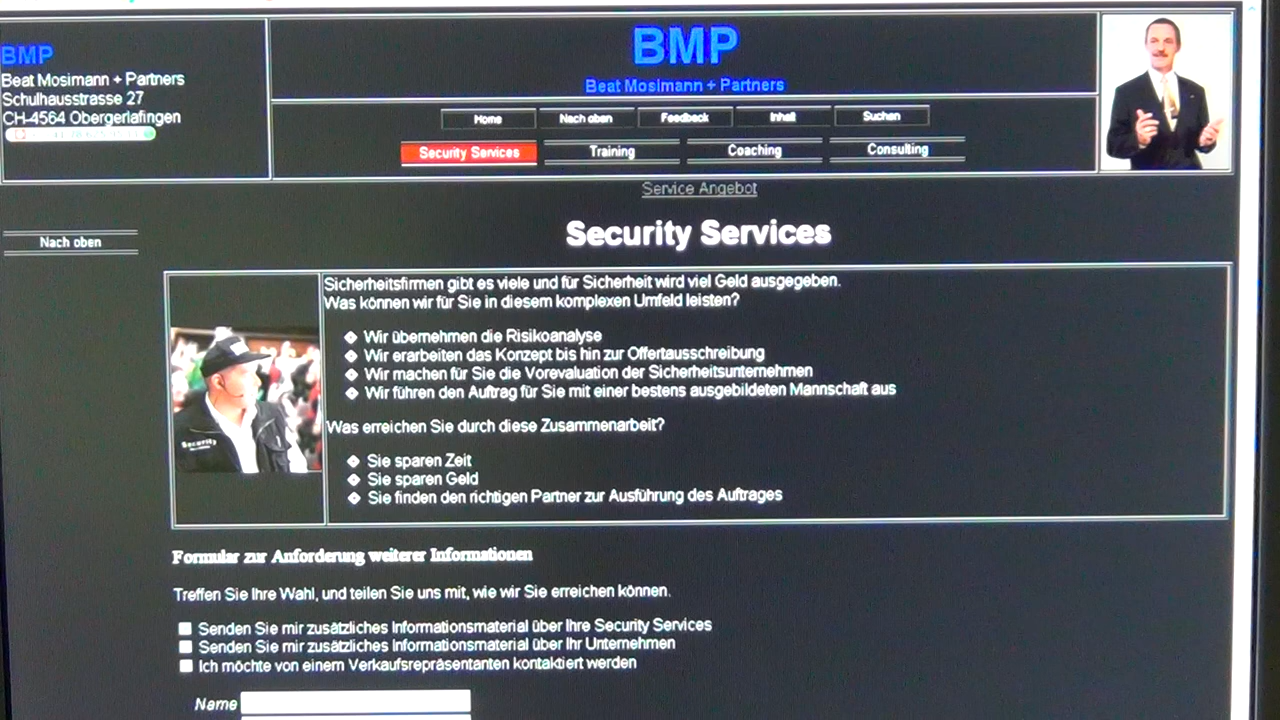 BMP
Beat Mosimann + Partners
Schulhausstrasse 27
CH-4564 Obergerlafingen
BMP
Beat Mosimann + Partners
Home
Nach oben
Feedback
Inhalt
Suchen
Security Services
Training
Coaching
Consulting
Service Angebot
Nach oben
Security Services
Sicherheitsfirmen gibt es viele und für Sicherheit wird viel Geld ausgegeben.
Was können wir für Sie in diesem komplexen Umfeld leisten?
Wir übernehmen die Risikoanalyse
Wir erarbeiten das Konzept bis hin zur Offertausschreibung
Wir machen für Sie die Vorevaluation der Sicherheitsunternehmen
Wir führen den Auftrag für Sie mit einer bestens ausgebildeten Mannschaft aus
Security
Was erreichen Sie durch diese Zusammenarbeit?
Sie sparen Zeit
Sie sparen Geld
Sie finden den richtigen Partner zur Ausführung des Auftrages
Formular zur Anforderung weiterer Informationen
Treffen Sie Ihre Wahl, und teilen Sie uns mit, wie wir Sie erreichen können.
Senden Sie mir zusätzliches Informationsmaterial über Ihre Security Services
Senden Sie mir zusätzliches Informationsmaterial über Ihr Unternehmen
Ich möchte von einem Verkaufsrepräsentanten kontaktiert werden
Name